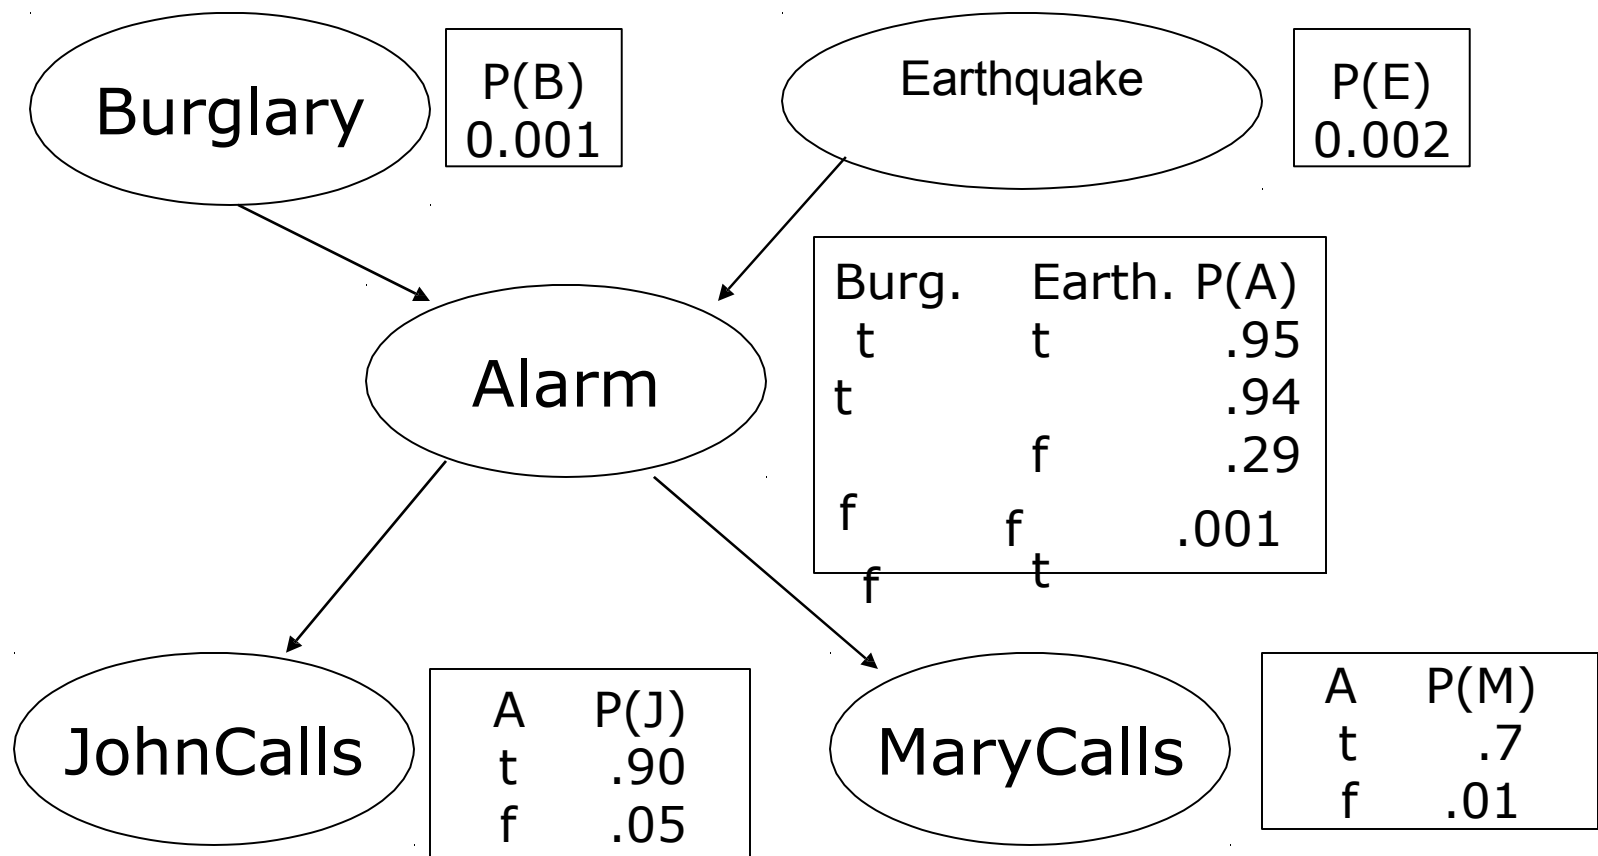 Burglary
P(B)
0.001
Earthquake
P(E)
0.002
Burg. Earth. P(A)
t t .95
t .94
f .29
f f .001
f t
Alarm
JohnCalls
A P(J)
t .90
f .05
MaryCalls
A P(M)
t .7
f .01